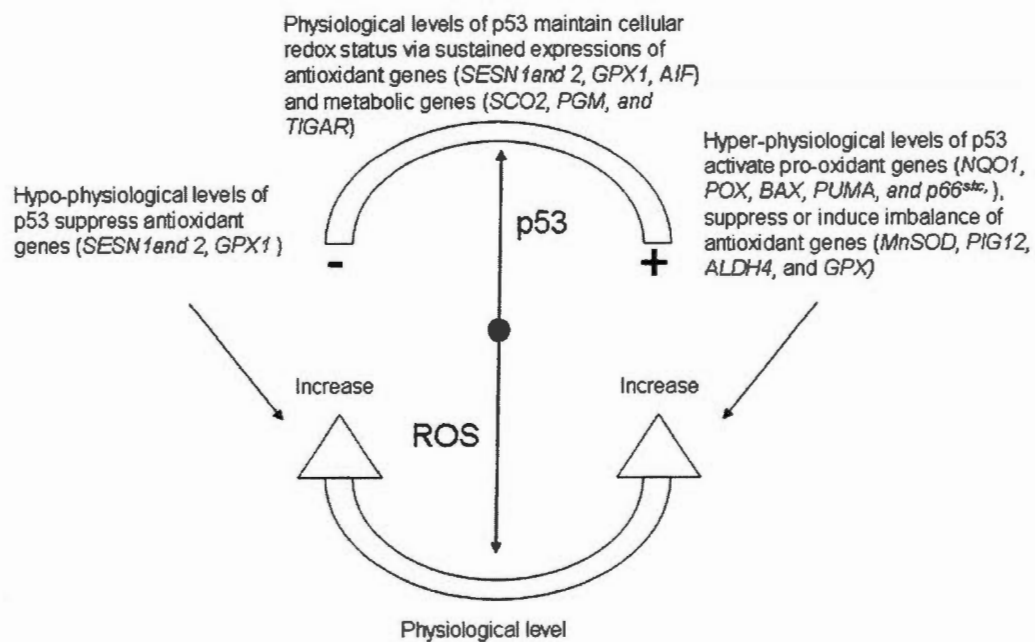 Physiological levels of p53 maintain cellular
redox status via sustained expressions of
antioxidant genes (SESN1and 2, GPX1, AIF)
and metabolic genes (SCO2, PGM, and
TIGAR)
Hyper-physiological levels of p53
activate pro-oxidant genes (NQO1,
POX, BAX, PUMA, and p66shc,),
suppress or induce imbalance of
antioxidant genes (MnSOD, PIG12,
ALDH4, and GPX)
Hypo-physiological levels of
p53 suppress antioxidant
genes (SESN1and 2, GPX1 )
p53
-
+
Increase
Increase
ROS
Physiological level